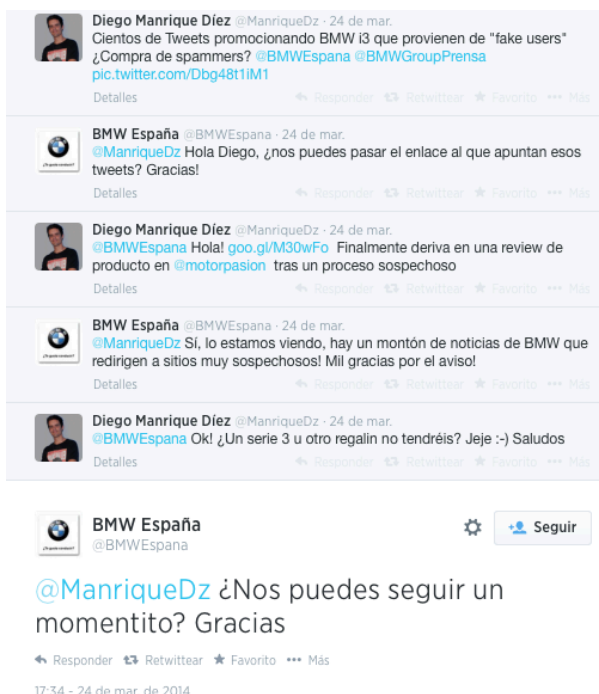 Diego Manrique Díez @ManriqueDz · 24 de mar.
Cientos de Tweets promocionando BMW i3 que provienen de "fake users"
¿Compra de spammers? @BMWEspana @BMWGroupPrensa
pic.twitter.com/Dbg48t1iM1
Detalles
Responder Retwittear Favorito Más
BMW España @BMWEspana · 24 de mar.
@ManriqueDz Hola Diego, ¿nos puedes pasar el enlace al que apuntan esos
tweets? Gracias!
Detalles
Responder Retwittear Favorito Más
Diego Manrique Díez @ManriqueDz · 24 de mar.
@BMWEspana Hola! goo.gl/M30wFo Finalmente deriva en una review de
producto en @motorpasion tras un proceso sospechoso
Detalles
Responder Retwittear Favorito Más
BMW España @BMWEspana · 24 de mar.
@ManriqueDz Sí, lo estamos viendo, hay un montón de noticias de BMW que
redirigen a sitios muy sospechosos! Mil gracias por el aviso!
Detalles
Responder Retwittear Favorito Más
Diego Manrique Díez @ManriqueDz · 24 de mar.
@BMWEspana Ok! ¿Un serie 3 u otro regalin no tendréis? Jeje :-) Saludos
Detalles
Responder Retwittear Favorito Más
BMW España
@BMWEspana
Seguir
@ManriqueDz ¿Nos puedes seguir un
momentito? Gracias
Responder Retwittear Favorito Más
17:34 - 24 de mar. de 2014